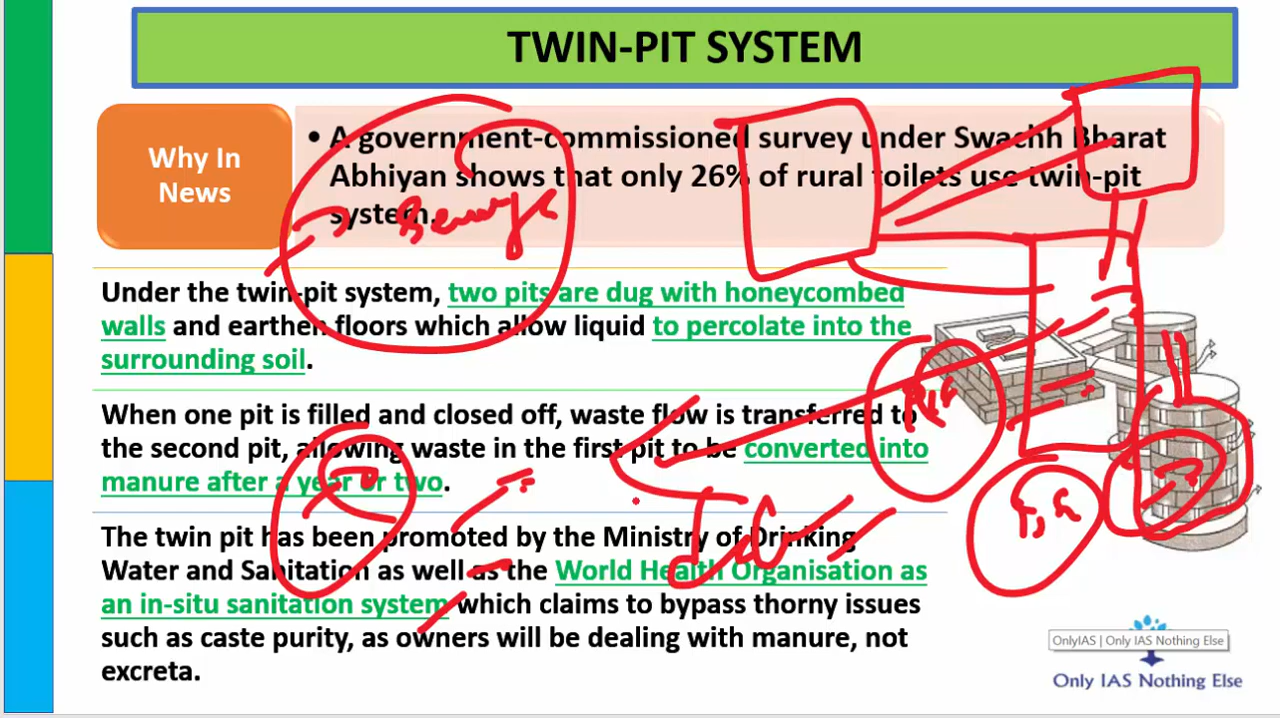 TWIN-PIT SYSTEM
Why In
News
• A government-commissioned survey under Swachh Bharat
Abhiyan shows that only 26% of rural toilets use twin-pit
system.
Under the twin-pit system, two pits are dug with honeycombed
walls and earthen floors which allow liquid to percolate into the
surrounding soil.
When one pit is filled and closed off, waste flow is transferred to
the second pit, allowing waste in the first pit to be converted into
manure after a year or two.
The twin pit has been promoted by the Ministry of Drinking
Water and Sanitation as well as the World Health Organisation as
an in-situ sanitation system which claims to bypass thorny issues
such as caste purity, as owners will be dealing with manure, not
excreta.
OnlyIAS | Only IAS Nothing Else
Only IAS Nothing Else